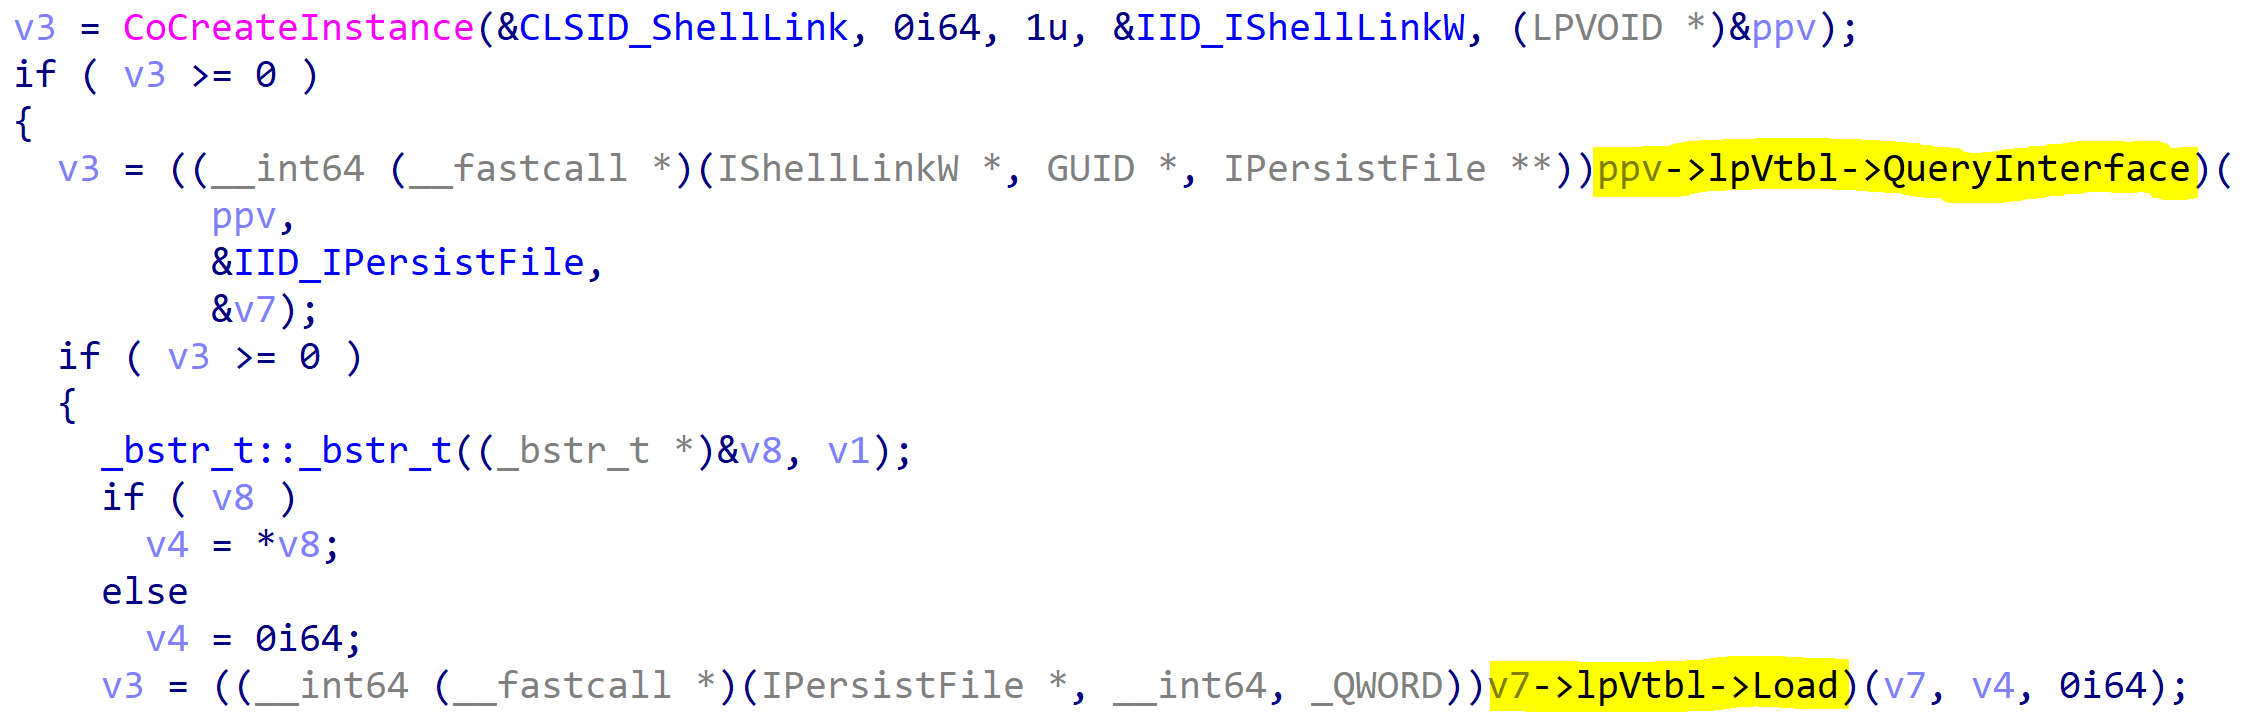 v3 = CoCreateInstance(&CLSID_ShellLink, 0i64, 1u, &IID_IShellLinkW, (LPVOID *)&ppv);
if ( v3 >= 0 )
{
  v3 = ((__int64 (__fastcall *)(IShellLinkW *, GUID *, IPersistFile **))ppv->lpVtbl->QueryInterface)(
         ppv,
         &IID_IPersistFile,
         &v7);
  if ( v3 >= 0 )
  {
    _bstr_t::_bstr_t((_bstr_t *)&v8, v1);
    if ( v8 )
      v4 = *v8;
    else
      v4 = 0i64;
    v3 = ((__int64 (__fastcall *)(IPersistFile *, __int64, _QWORD))v7->lpVtbl->Load)(v7, v4, 0i64);